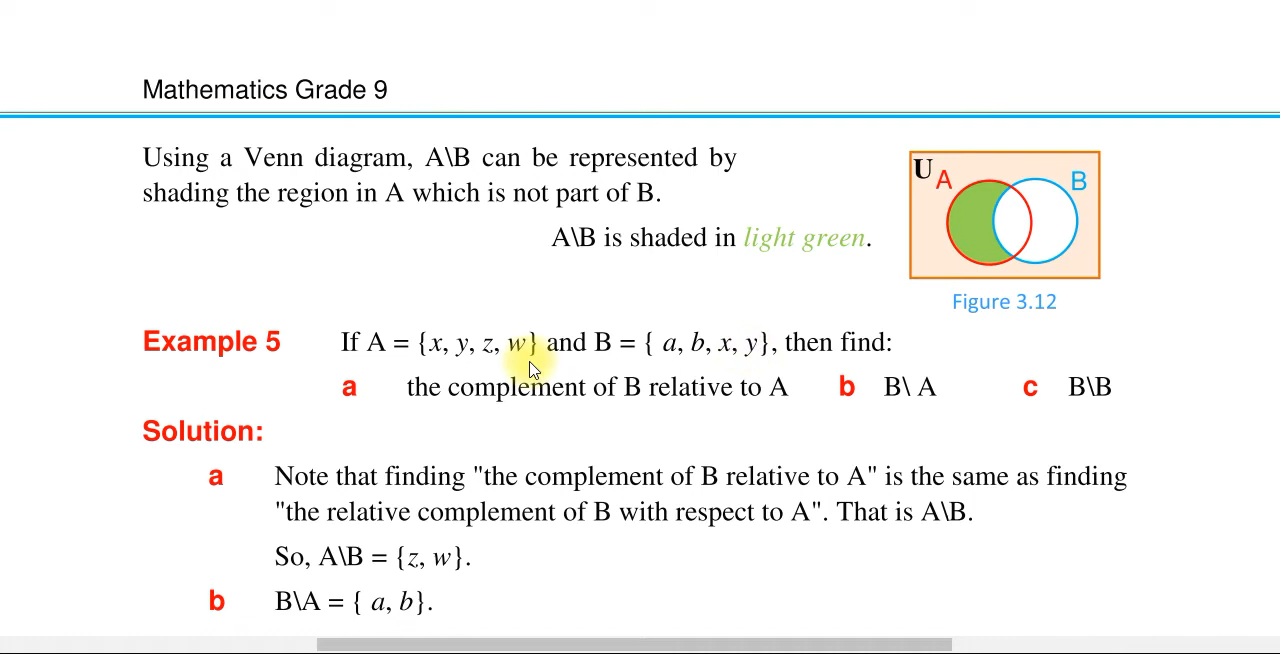 Mathematics Grade 9
Using a Venn diagram, A\B can be represented by
shading the region in A which is not part of B.
A\B is shaded in light green.
U A B
Figure 3.12
Example 5 If A = {x, y, z, w} and B = { a, b, x, y}, then find:
a the complement of B relative to A b B\ A c B\B
Solution:
a Note that finding "the complement of B relative to A" is the same as finding
"the relative complement of B with respect to A". That is A\B.
So, A\B = {z, w}.
b B\A = { a, b}.